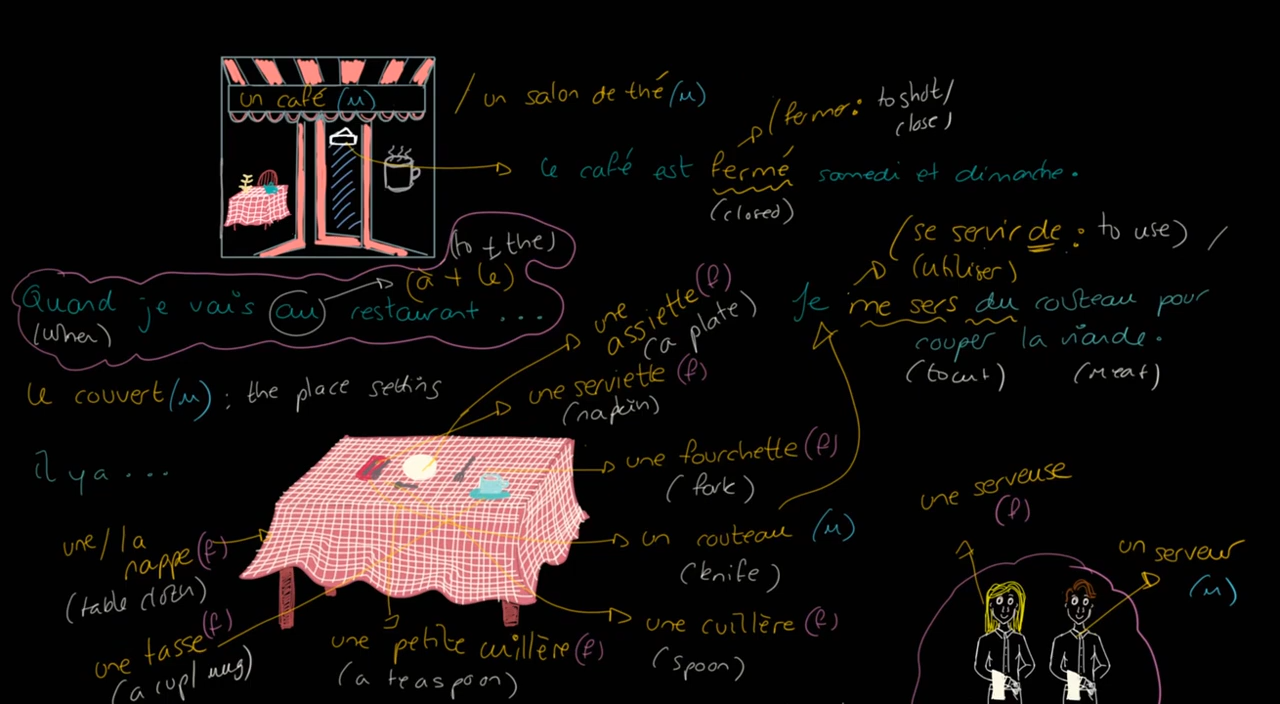 un café (M)
/ un salon de thé (M)
(fermer: to shut/
close)
le café est fermé samedi et dimanche.
(closed)
(se servir de : to use) /
(utiliser)
Je me sers du couteau pour
couper la viande.
(to cut) (meat)
(to + the)
(à + le)
Quand je vais au restaurant ...
(when)
le couvert (M) : the place setting
il y a ...
une assiette (f)
(a plate)
une serviette (f)
(napkin)
une fourchette (f)
(fork)
un couteau (M)
(knife)
une cuillère (f)
(spoon)
une / la
nappe (f)
(table cloth)
une tasse (f)
(a cup/mug)
une petite cuillère (f)
(a teaspoon)
une serveuse
(f)
un serveur
(M)